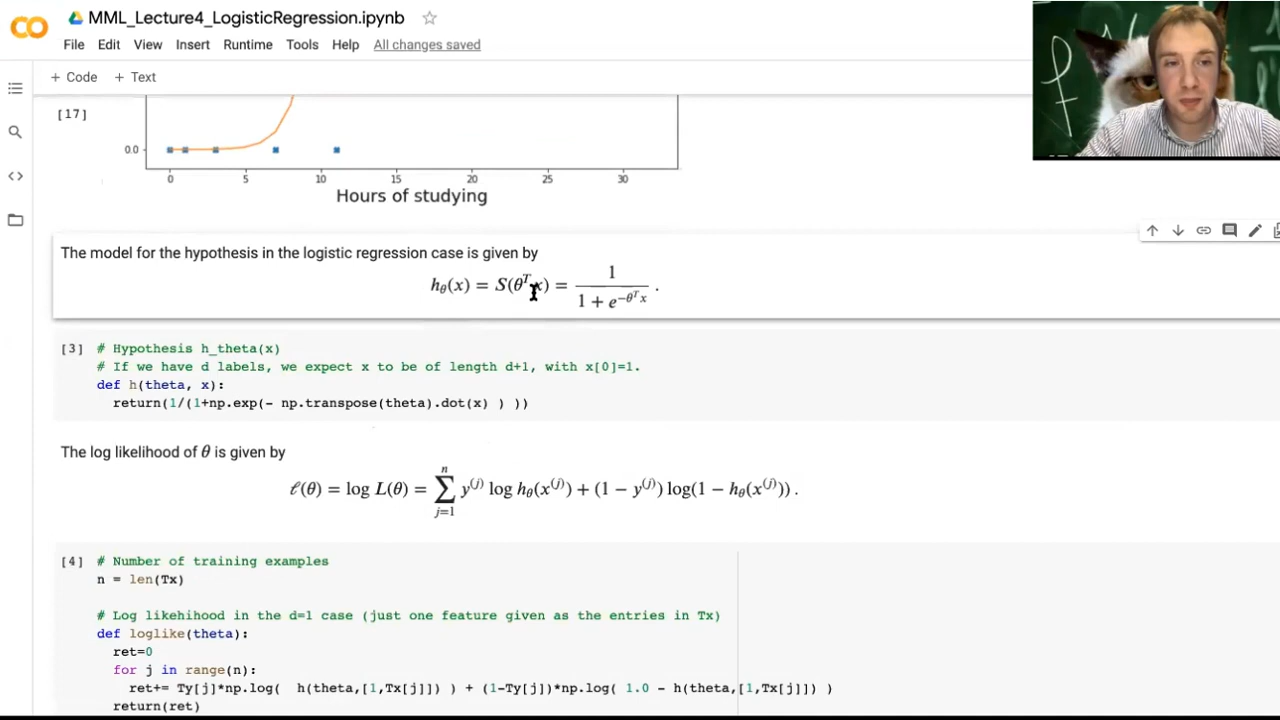 MML_Lecture4_LogisticRegression.ipynb
File Edit View Insert Runtime Tools Help All changes saved
+ Code + Text
[17]
0.0
0 5 10 15 20 25 30
Hours of studying
The model for the hypothesis in the logistic regression case is given by
hθ(x) = S(θᵀx) = 1 / (1 + e^(−θᵀx)) .
[3] # Hypothesis h_theta(x)
# If we have d labels, we expect x to be of length d+1, with x[0]=1.
def h(theta, x):
return(1/(1+np.exp(- np.transpose(theta).dot(x) ) ))
The log likelihood of θ is given by
ℓ(θ) = log L(θ) = ∑_{j=1}^{n} y^(j) log hθ(x^(j)) + (1 − y^(j)) log(1 − hθ(x^(j))) .
[4] # Number of training examples
n = len(Tx)
# Log likehihood in the d=1 case (just one feature given as the entries in Tx)
def loglike(theta):
ret=0
for j in range(n):
ret+= Ty[j]*np.log( h(theta,[1,Tx[j]]) ) + (1-Ty[j])*np.log( 1.0 - h(theta,[1,Tx[j]]) )
return(ret)